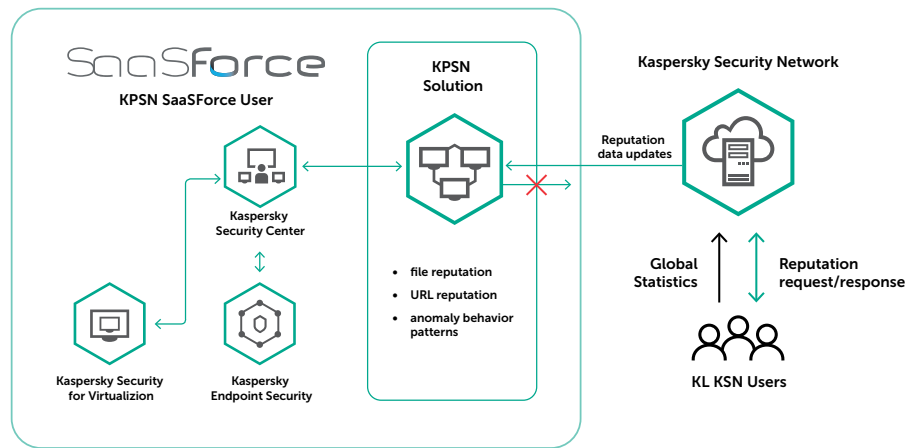 SaaSForce
KPSN SaaSForce User
Kaspersky
Security Center
Kaspersky Security
for Virtualizion
Kaspersky
Endpoint Security
KPSN
Solution
• file reputation
• URL reputation
• anomaly behavior
patterns
Kaspersky Security Network
Reputation
data updates
Global
Statistics
Reputation
request/response
KL KSN Users